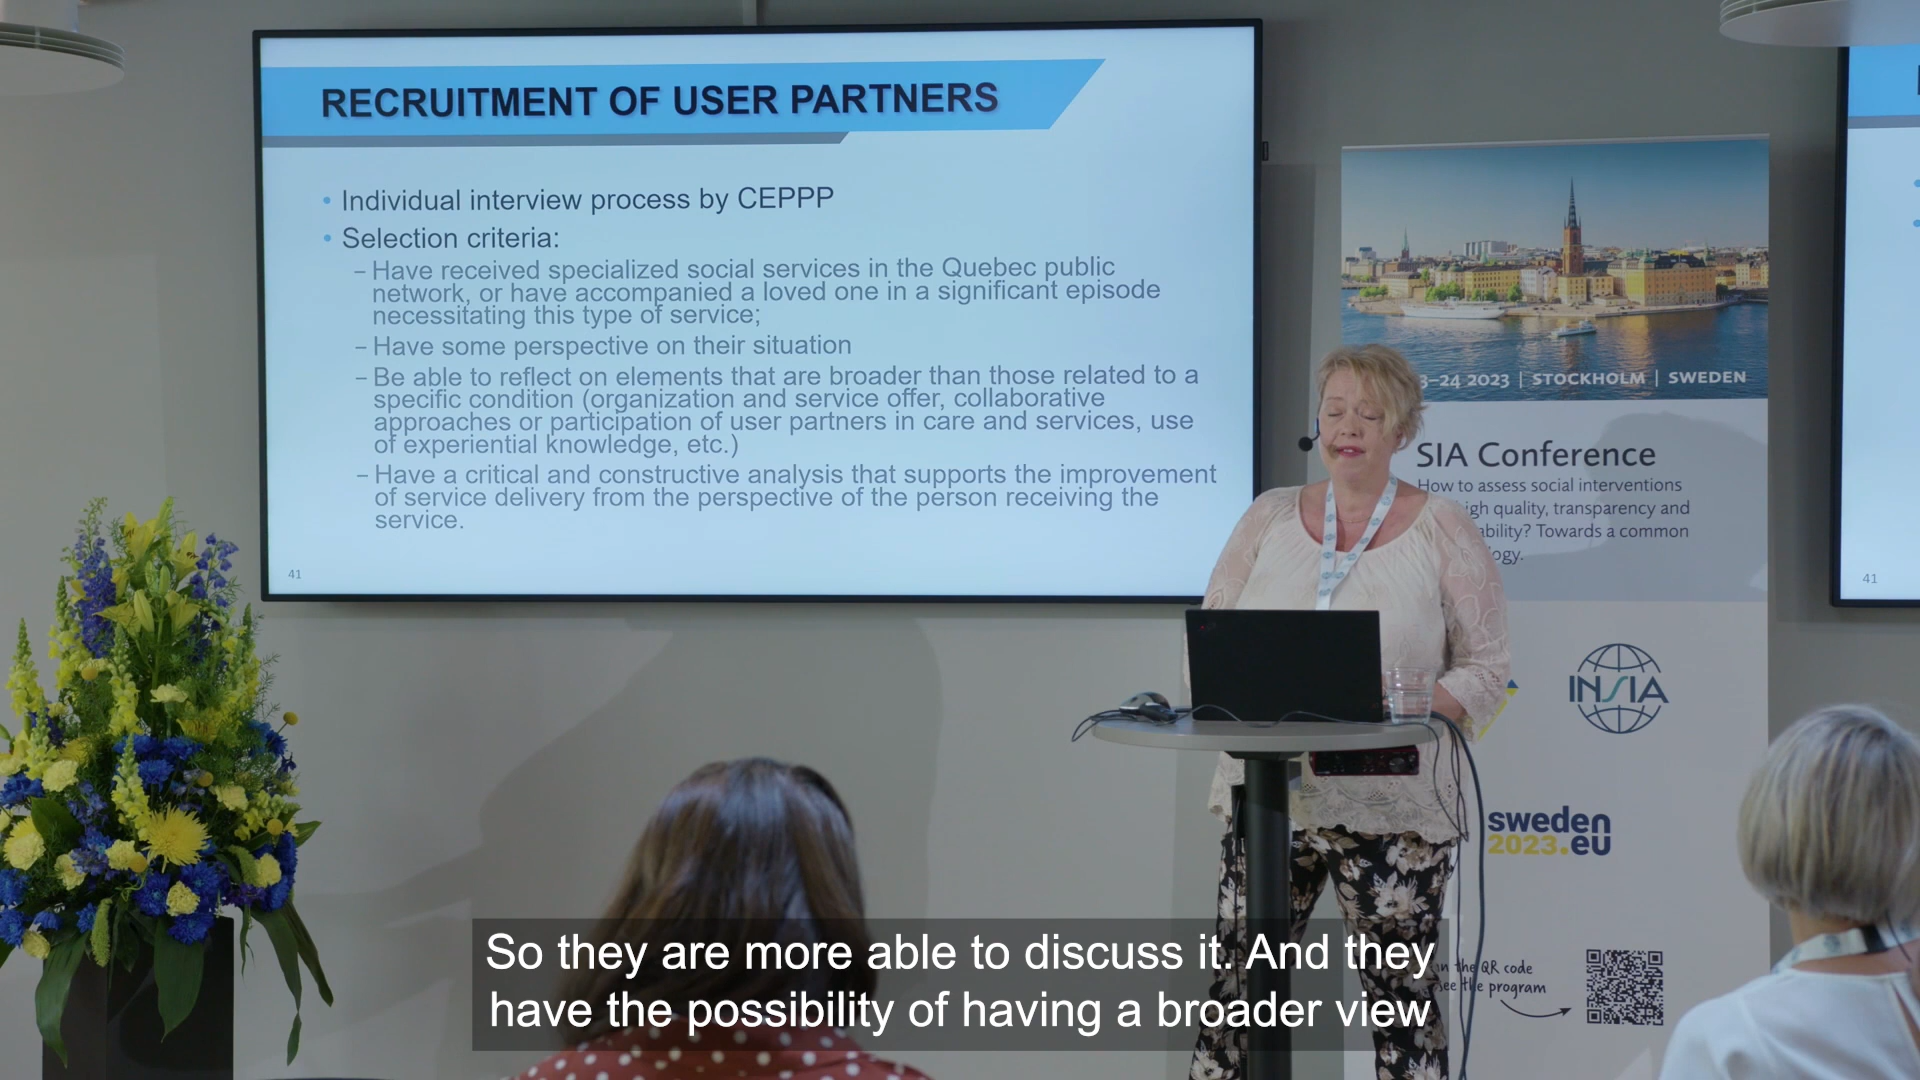 RECRUITMENT OF USER PARTNERS
• Individual interview process by CEPPP
• Selection criteria:
– Have received specialized social services in the Quebec public
network, or have accompanied a loved one in a significant episode
necessitating this type of service;
– Have some perspective on their situation
– Be able to reflect on elements that are broader than those related to a
specific condition (organization and service offer, collaborative
approaches or participation of user partners in care and services, use
of experiential knowledge, etc.)
– Have a critical and constructive analysis that supports the improvement
of service delivery from the perspective of the person receiving the
service.
41
3–24 2023 | STOCKHOLM | SWEDEN
SIA Conference
How to assess social interventions
quality, transparency and
Towards a common
INSIA
sweden
2023.eu
the QR code
see the program
41
So they are more able to discuss it. And they
have the possibility of having a broader view